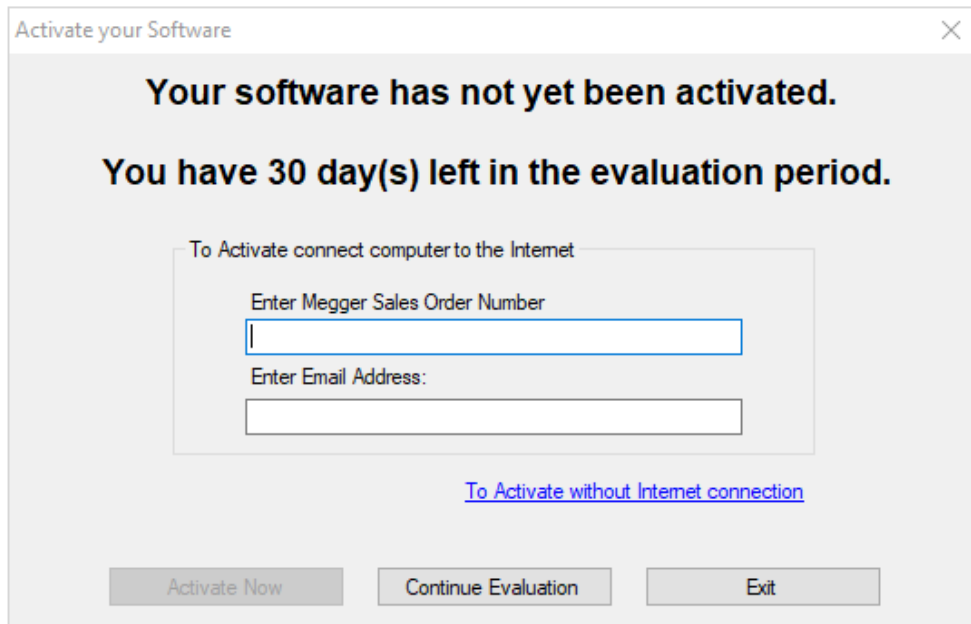 Activate your Software
Your software has not yet been activated.
You have 30 day(s) left in the evaluation period.
To Activate connect computer to the Internet
Enter Megger Sales Order Number
Enter Email Address:
To Activate without Internet connection
Activate Now
Continue Evaluation
Exit